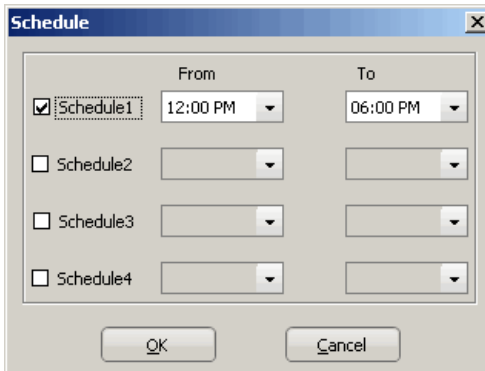 Schedule
From To
Schedule1 12:00 PM 06:00 PM
Schedule2
Schedule3
Schedule4
OK Cancel